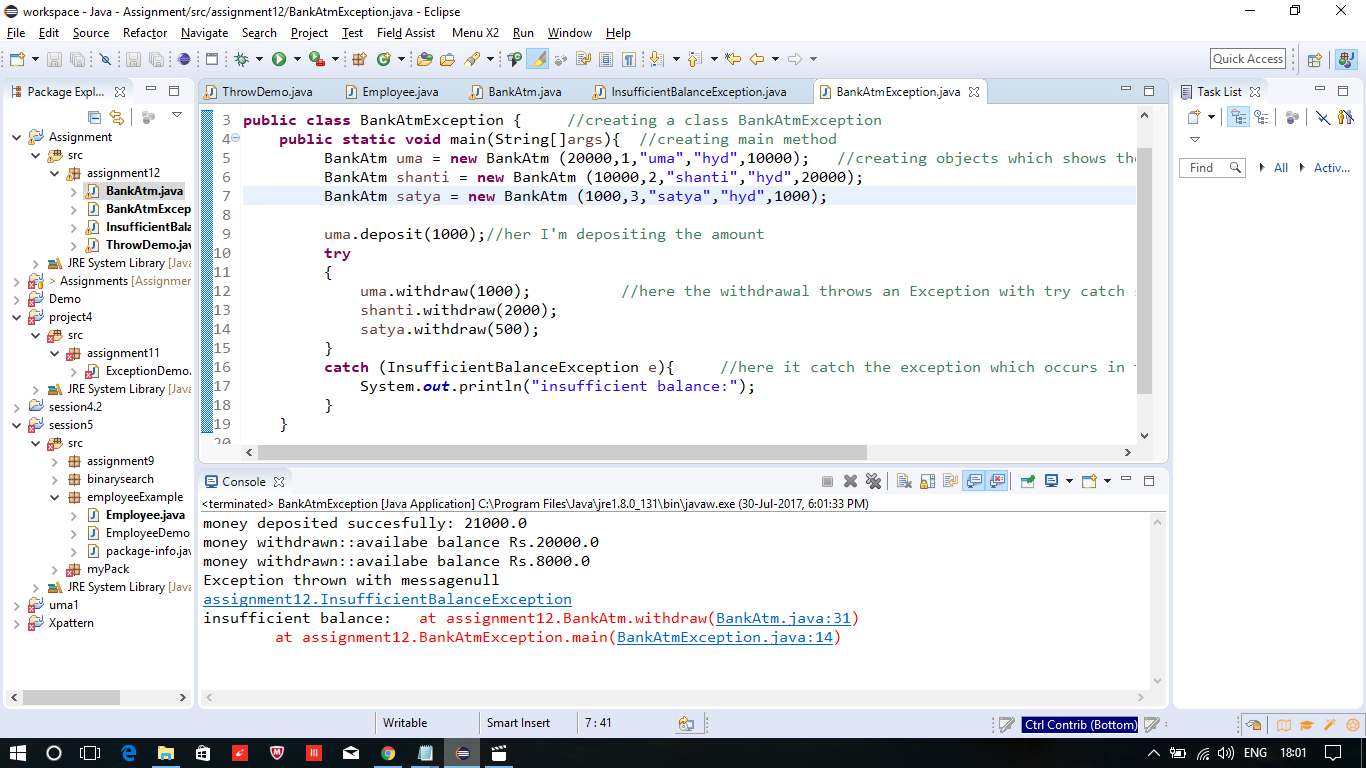 workspace - Java - Assignment/src/assignment12/BankAtmException.java - Eclipse
File Edit Source Refactor Navigate Search Project Test Field Assist Menu X2 Run Window Help
Quick Access
Package Expl...
Assignment
src
assignment12
BankAtm.java
BankAtmExcep
InsufficientBala
ThrowDemo.jav
JRE System Library [Java
> Assignments [Assignmer
Demo
project4
src
assignment11
ExceptionDemo.
JRE System Library [Java
session4.2
session5
src
assignment9
binarysearch
employeeExample
Employee.java
EmployeeDemo
package-info.jav
myPack
JRE System Library [Java
uma1
Xpattern
ThrowDemo.java Employee.java BankAtm.java InsufficientBalanceException.java BankAtmException.java
3 public class BankAtmException { //creating a class BankAtmException
4 public static void main(String[]args){ //creating main method
5 BankAtm uma = new BankAtm (20000,1,"uma","hyd",10000); //creating objects which shows the
6 BankAtm shanti = new BankAtm (10000,2,"shanti","hyd",20000);
7 BankAtm satya = new BankAtm (1000,3,"satya","hyd",1000);
8
9 uma.deposit(1000);//her I'm depositing the amount
10 try
11 {
12 uma.withdraw(1000); //here the withdrawal throws an Exception with try catch
13 shanti.withdraw(2000);
14 satya.withdraw(500);
15 }
16 catch (InsufficientBalanceException e){ //here it catch the exception which occurs in
17 System.out.println("insufficient balance:");
18 }
19 }
20
Console
<terminated> BankAtmException [Java Application] C:\Program Files\Java\jre1.8.0_131\bin\javaw.exe (30-Jul-2017, 6:01:33 PM)
money deposited succesfully: 21000.0
money withdrawn::availabe balance Rs.20000.0
money withdrawn::availabe balance Rs.8000.0
Exception thrown with messagenull
assignment12.InsufficientBalanceException
insufficient balance: at assignment12.BankAtm.withdraw(BankAtm.java:31)
at assignment12.BankAtmException.main(BankAtmException.java:14)
Task List
Find All Activ...
Writable Smart Insert 7 : 41 Ctrl Contrib (Bottom)
ENG 18:01